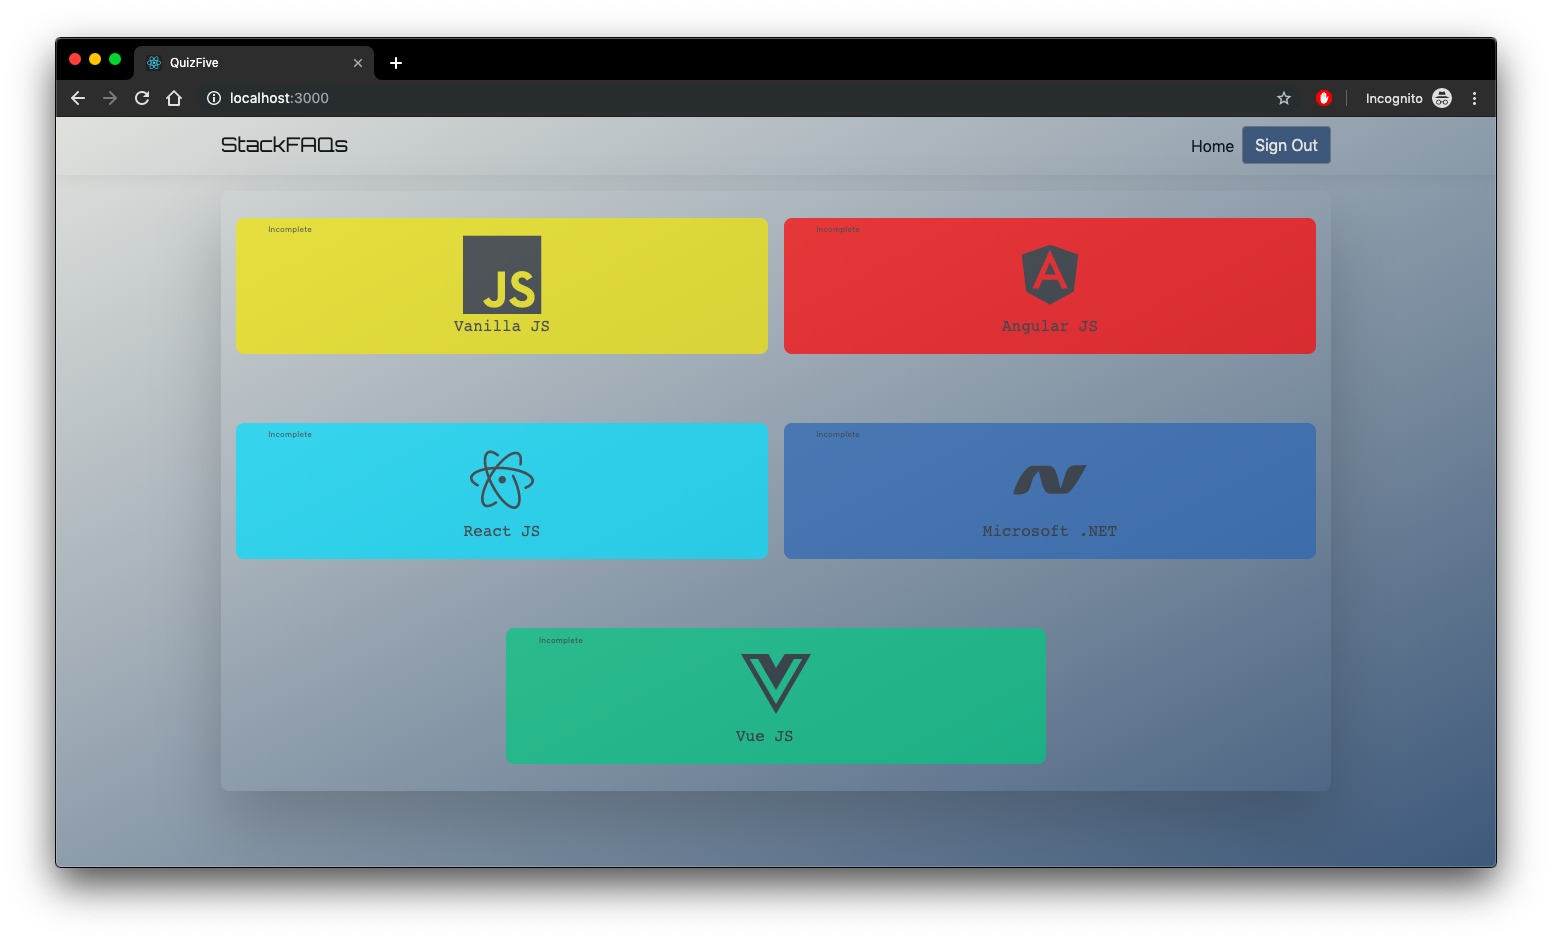 QuizFive
localhost:3000
Incognito
StackFAQs
Home
Sign Out
Incomplete
JS
Vanilla JS
Incomplete
A
Angular JS
Incomplete
React JS
Incomplete
Microsoft .NET
Incomplete
Vue JS